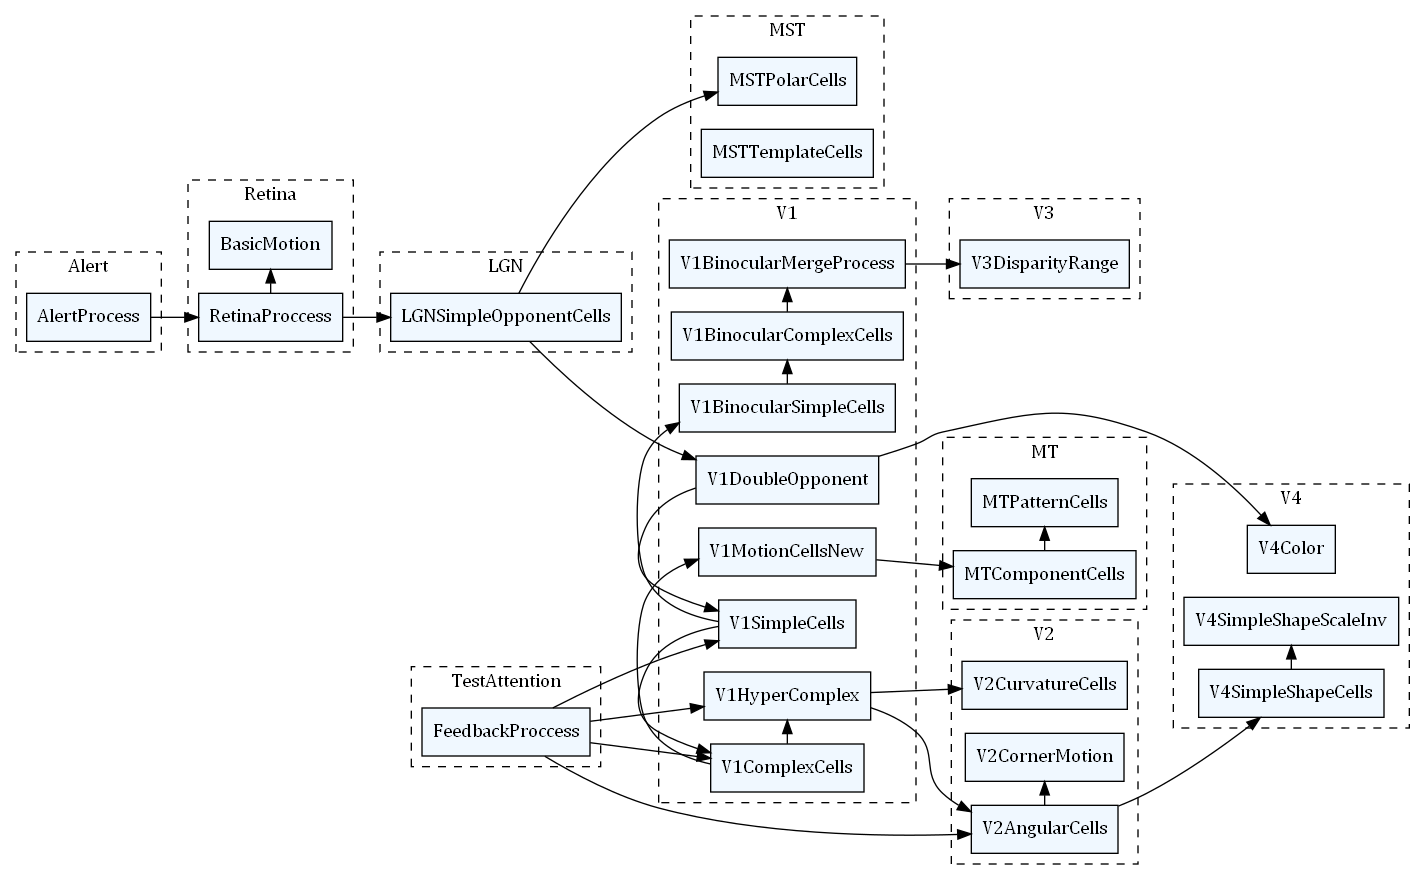 MST
MSTPolarCells
MSTTemplateCells
Retina
BasicMotion
RetinaProccess
Alert
AlertProcess
LGN
LGNSimpleOpponentCells
V1
V1BinocularMergeProcess
V1BinocularComplexCells
V1BinocularSimpleCells
V1DoubleOpponent
V1MotionCellsNew
V1SimpleCells
V1HyperComplex
V1ComplexCells
V3
V3DisparityRange
MT
MTPatternCells
MTComponentCells
V4
V4Color
V4SimpleShapeScaleInv
V4SimpleShapeCells
TestAttention
FeedbackProccess
V2
V2CurvatureCells
V2CornerMotion
V2AngularCells